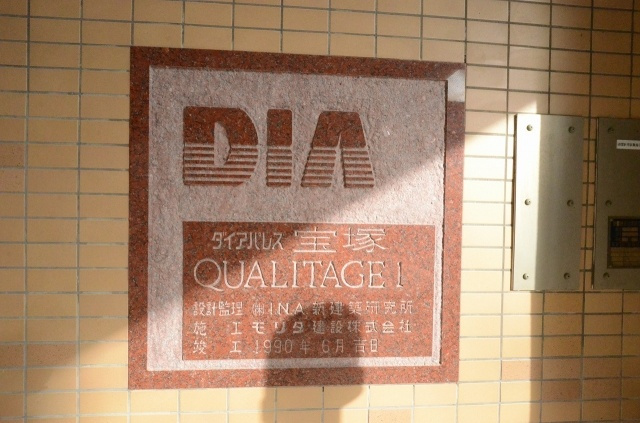 DIA
ダイアパレス 宝塚
QUALITAGE 1
設計監理 ㈱I.N.A.新建築研究所
施 工 モリタ建設株式会社
竣 工 1990年 6月吉日